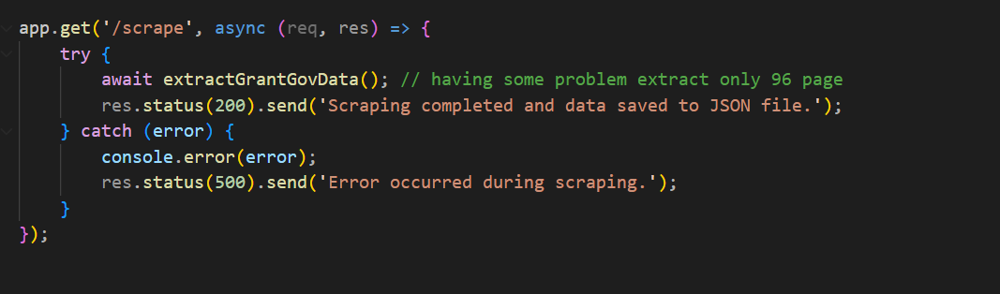 app.get('/scrape', async (req, res) => {
    try {
        await extractGrantGovData(); // having some problem extract only 96 page
        res.status(200).send('Scraping completed and data saved to JSON file.');
    } catch (error) {
        console.error(error);
        res.status(500).send('Error occurred during scraping.');
    }
});